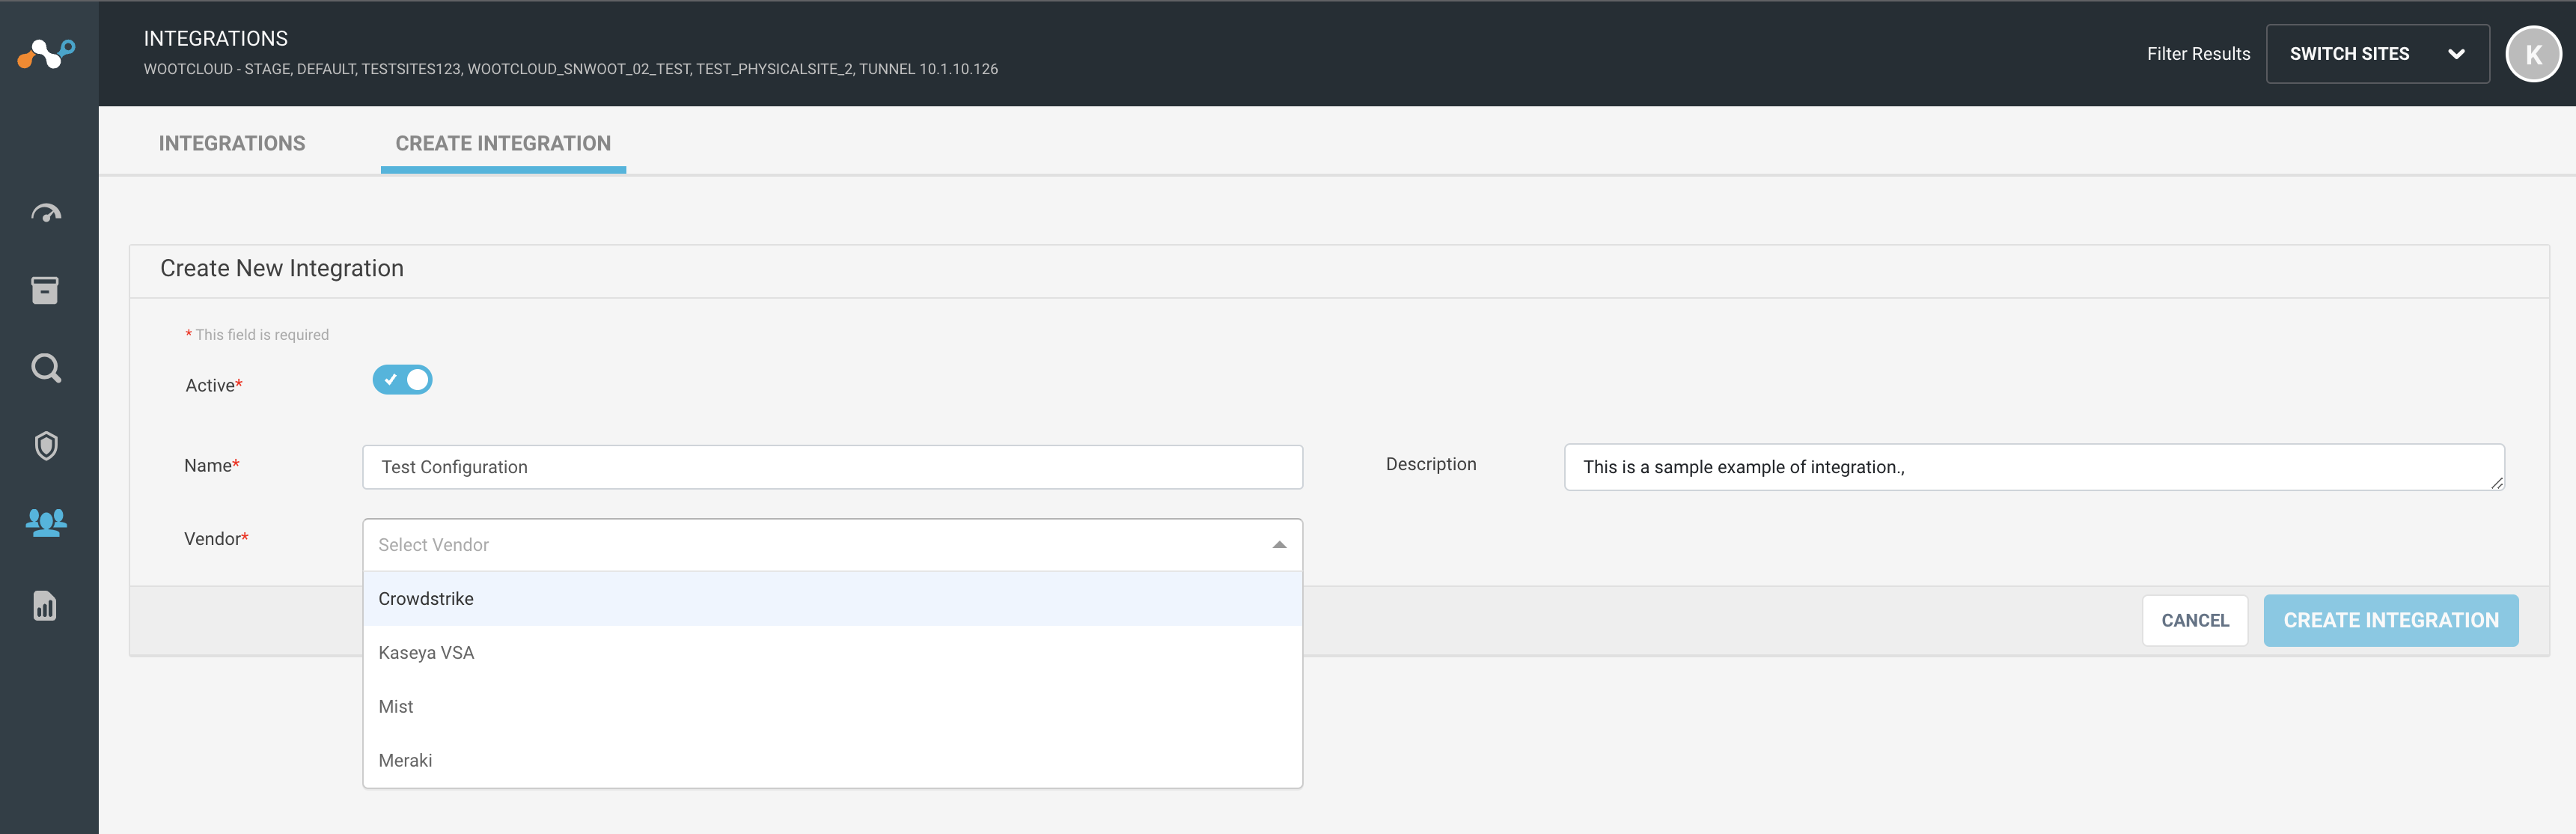 INTEGRATIONS
WOOTCLOUD - STAGE, DEFAULT, TESTSITES123, WOOTCLOUD_SNWOOT_02_TEST, TEST_PHYSICALSITE_2, TUNNEL 10.1.10.126
Filter Results
SWITCH SITES
K
INTEGRATIONS
CREATE INTEGRATION
Create New Integration
* This field is required
Active*
Name*
Test Configuration
Description
This is a sample example of integration.,
Vendor*
Select Vendor
Crowdstrike
Kaseya VSA
Mist
Meraki
CANCEL
CREATE INTEGRATION